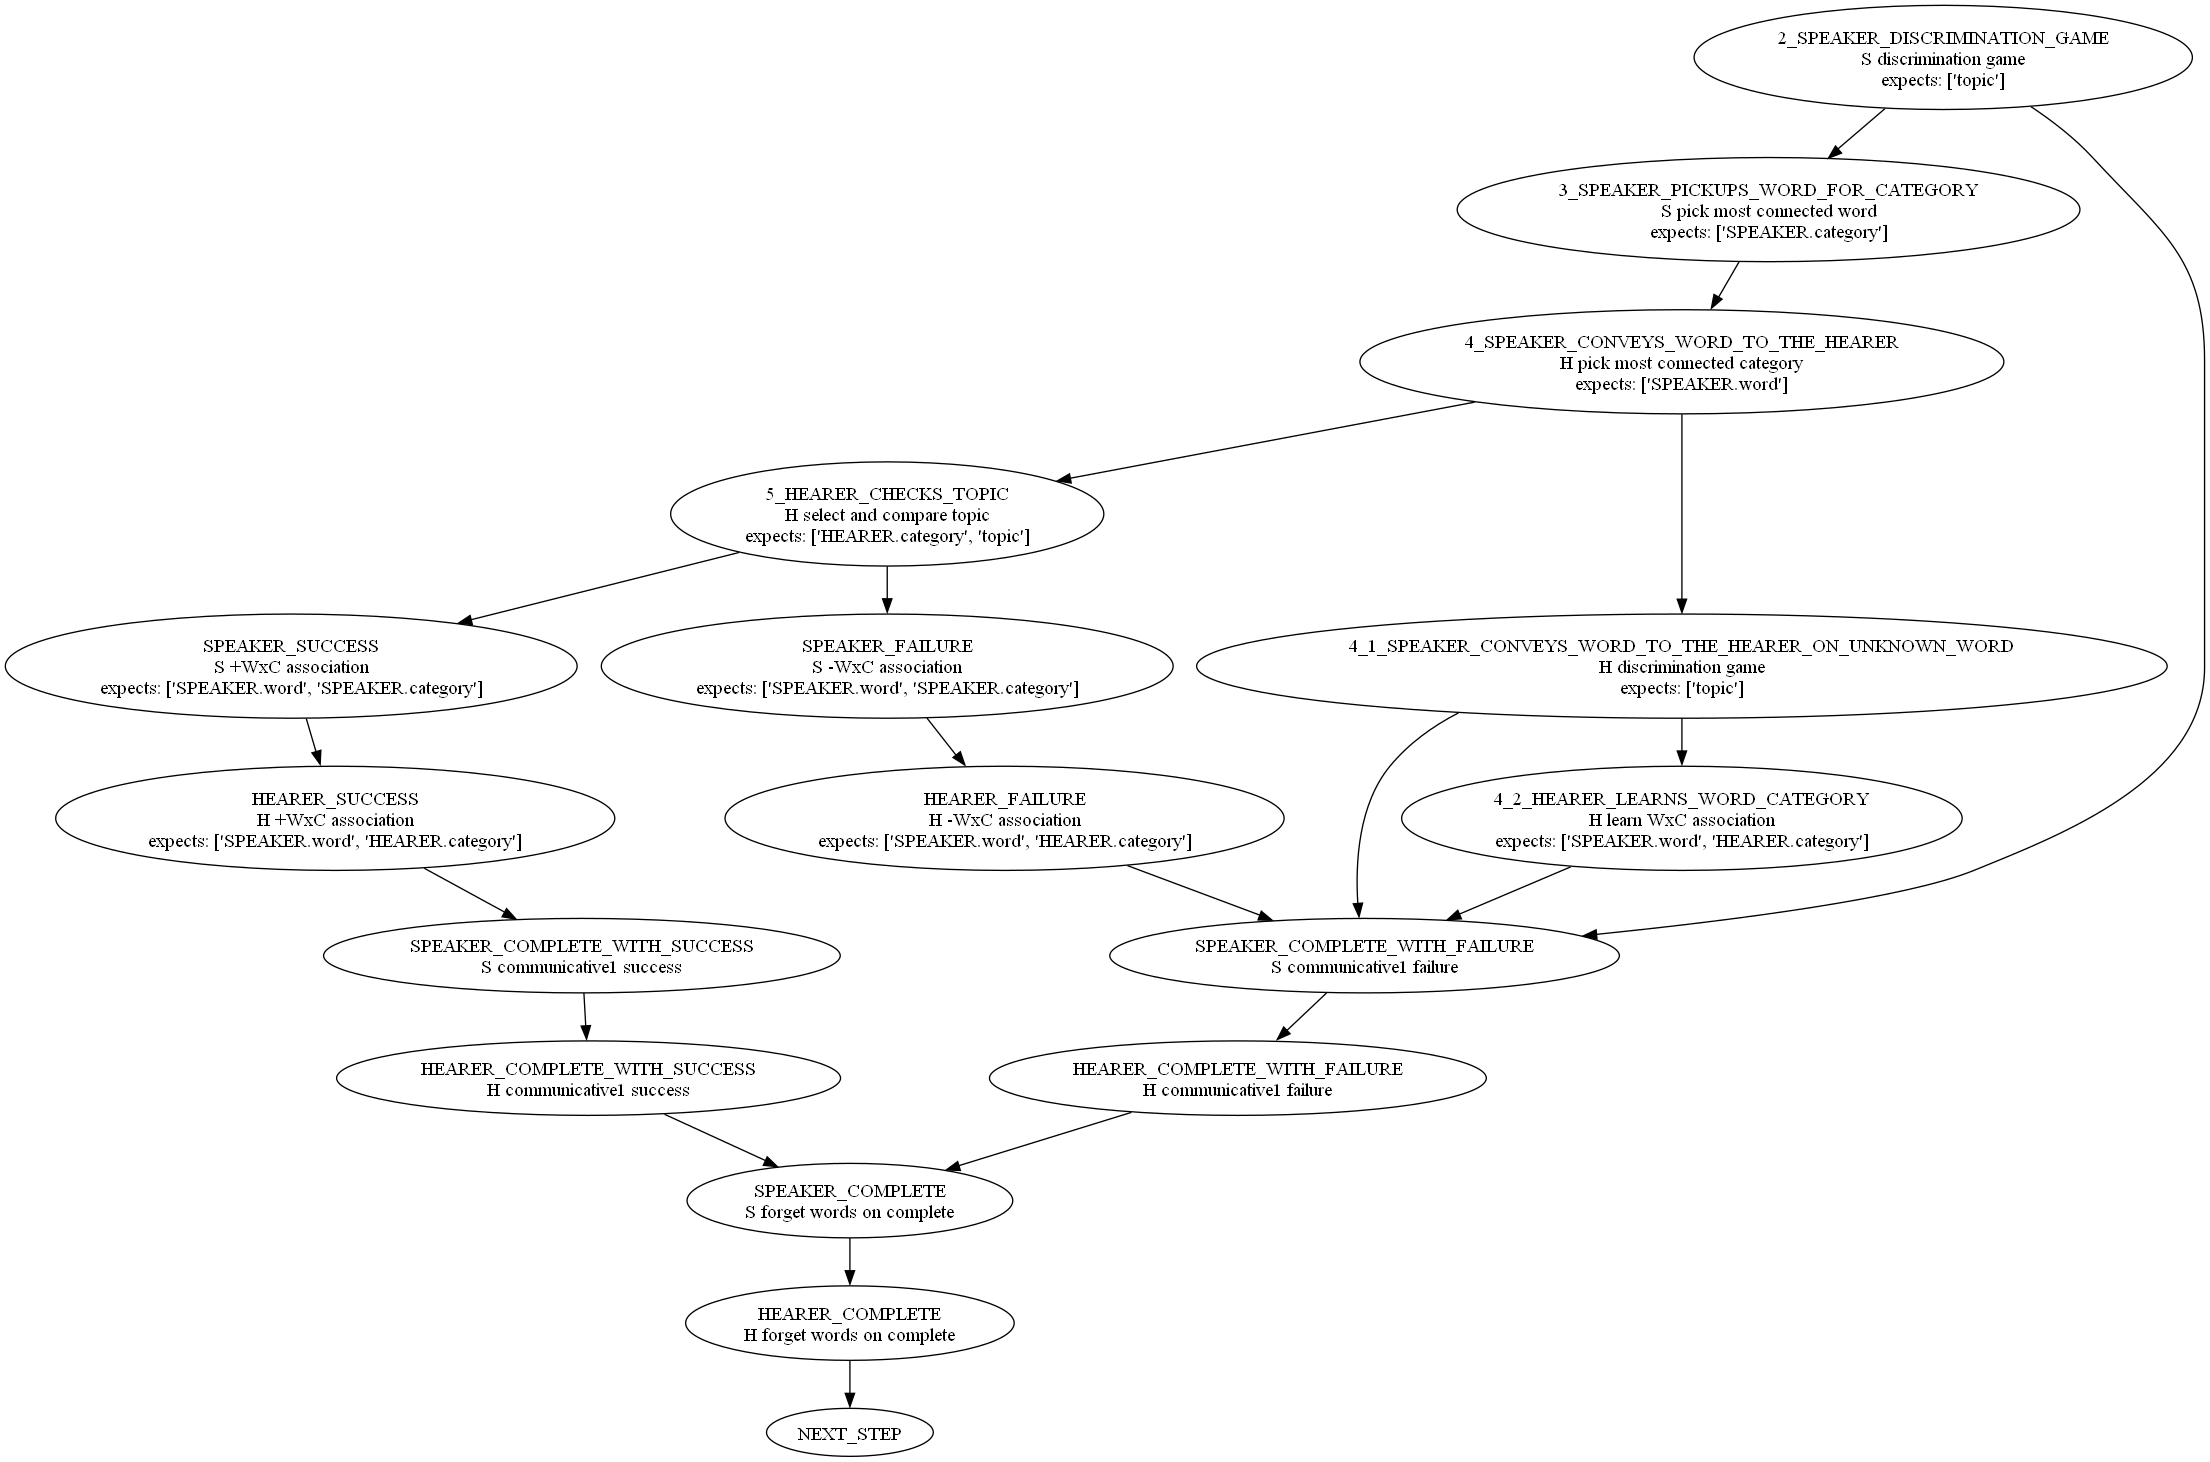 2_SPEAKER_DISCRIMINATION_GAME
S discrimination game
expects: ['topic']
3_SPEAKER_PICKUPS_WORD_FOR_CATEGORY
S pick most connected word
expects: ['SPEAKER.category']
4_SPEAKER_CONVEYS_WORD_TO_THE_HEARER
H pick most connected category
expects: ['SPEAKER.word']
5_HEARER_CHECKS_TOPIC
H select and compare topic
expects: ['HEARER.category', 'topic']
SPEAKER_SUCCESS
S +WxC association
expects: ['SPEAKER.word', 'SPEAKER.category']
SPEAKER_FAILURE
S -WxC association
expects: ['SPEAKER.word', 'SPEAKER.category']
4_1_SPEAKER_CONVEYS_WORD_TO_THE_HEARER_ON_UNKNOWN_WORD
H discrimination game
expects: ['topic']
HEARER_SUCCESS
H +WxC association
expects: ['SPEAKER.word', 'HEARER.category']
HEARER_FAILURE
H -WxC association
expects: ['SPEAKER.word', 'HEARER.category']
4_2_HEARER_LEARNS_WORD_CATEGORY
H learn WxC association
expects: ['SPEAKER.word', 'HEARER.category']
SPEAKER_COMPLETE_WITH_SUCCESS
S communicative1 success
SPEAKER_COMPLETE_WITH_FAILURE
S communicative1 failure
HEARER_COMPLETE_WITH_SUCCESS
H communicative1 success
HEARER_COMPLETE_WITH_FAILURE
H communicative1 failure
SPEAKER_COMPLETE
S forget words on complete
HEARER_COMPLETE
H forget words on complete
NEXT_STEP